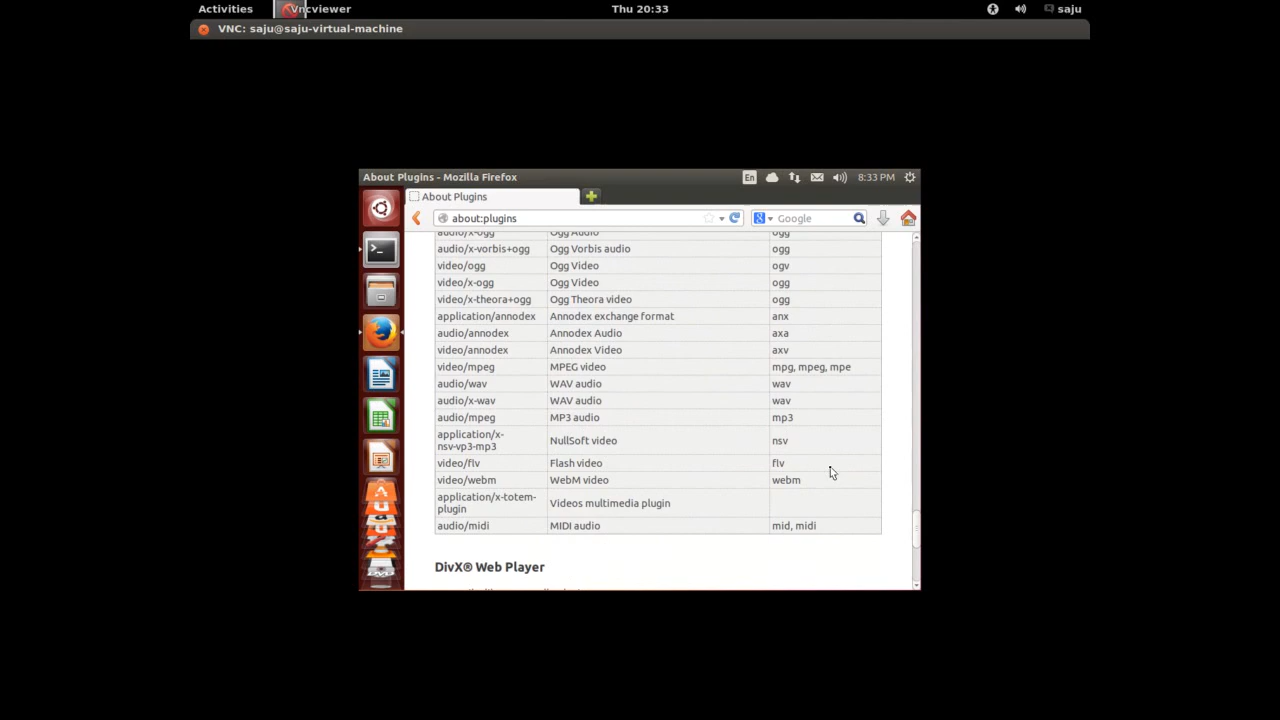 Activities Vncviewer Thu 20:33 saju
VNC: saju@saju-virtual-machine
About Plugins - Mozilla Firefox En 8:33 PM
About Plugins
about:plugins Google
audio/x-ogg Ogg Audio ogg
audio/x-vorbis+ogg Ogg Vorbis audio ogg
video/ogg Ogg Video ogv
video/x-ogg Ogg Video ogg
video/x-theora+ogg Ogg Theora video ogg
application/annodex Annodex exchange format anx
audio/annodex Annodex Audio axa
video/annodex Annodex Video axv
video/mpeg MPEG video mpg, mpeg, mpe
audio/wav WAV audio wav
audio/x-wav WAV audio wav
audio/mpeg MP3 audio mp3
application/x-
nsv-vp3-mp3 NullSoft video nsv
video/flv Flash video flv
video/webm WebM video webm
application/x-totem-
plugin Videos multimedia plugin
audio/midi MIDI audio mid, midi
DivX® Web Player